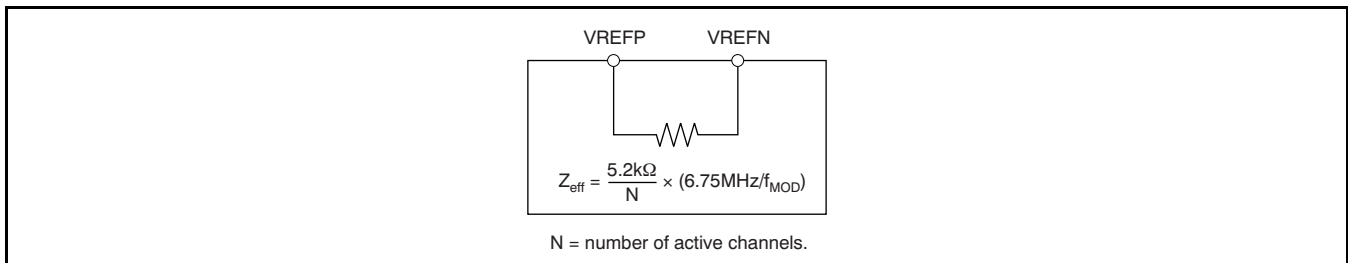 VREFP VREFN
Z_eff = 5.2kΩ/N × (6.75MHz/f_MOD)
N = number of active channels.